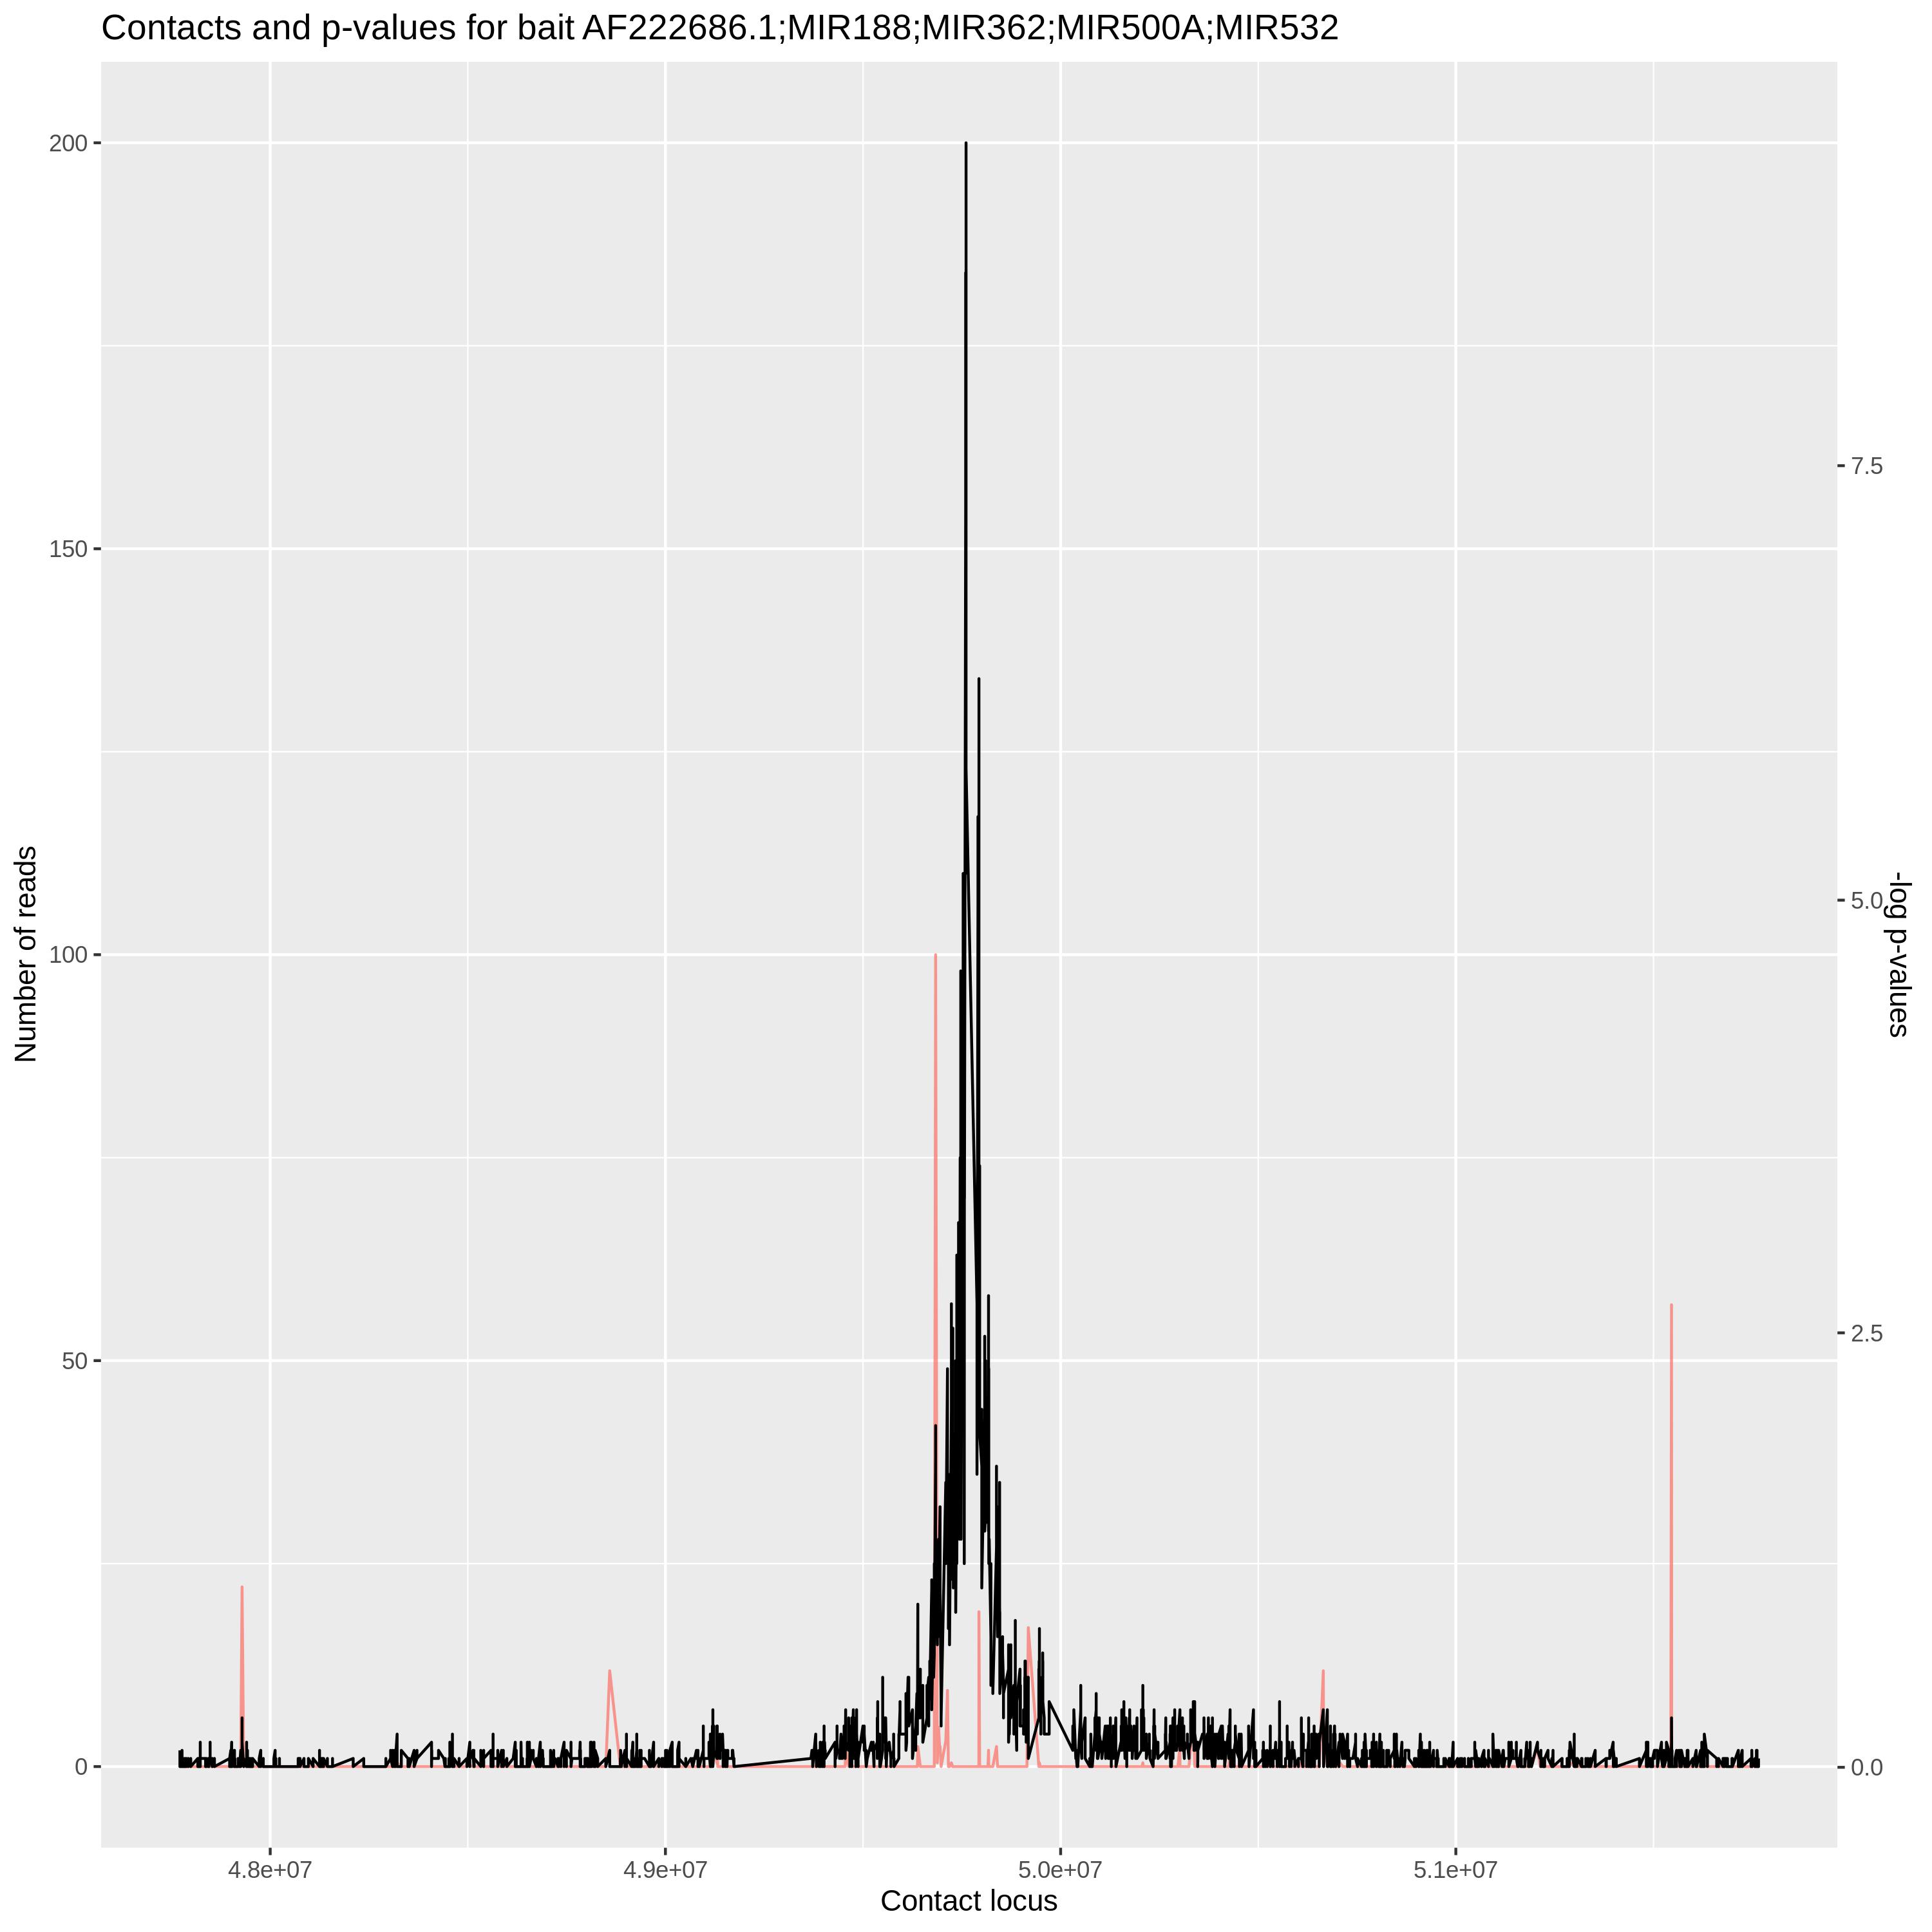 Contacts and p-values for bait AF222686.1;MIR188;MIR362;MIR500A;MIR532
200
150
100
50
0
Number of reads
7.5
5.0
2.5
0.0
-log p-values
4.8e+07
4.9e+07
5.0e+07
5.1e+07
Contact locus